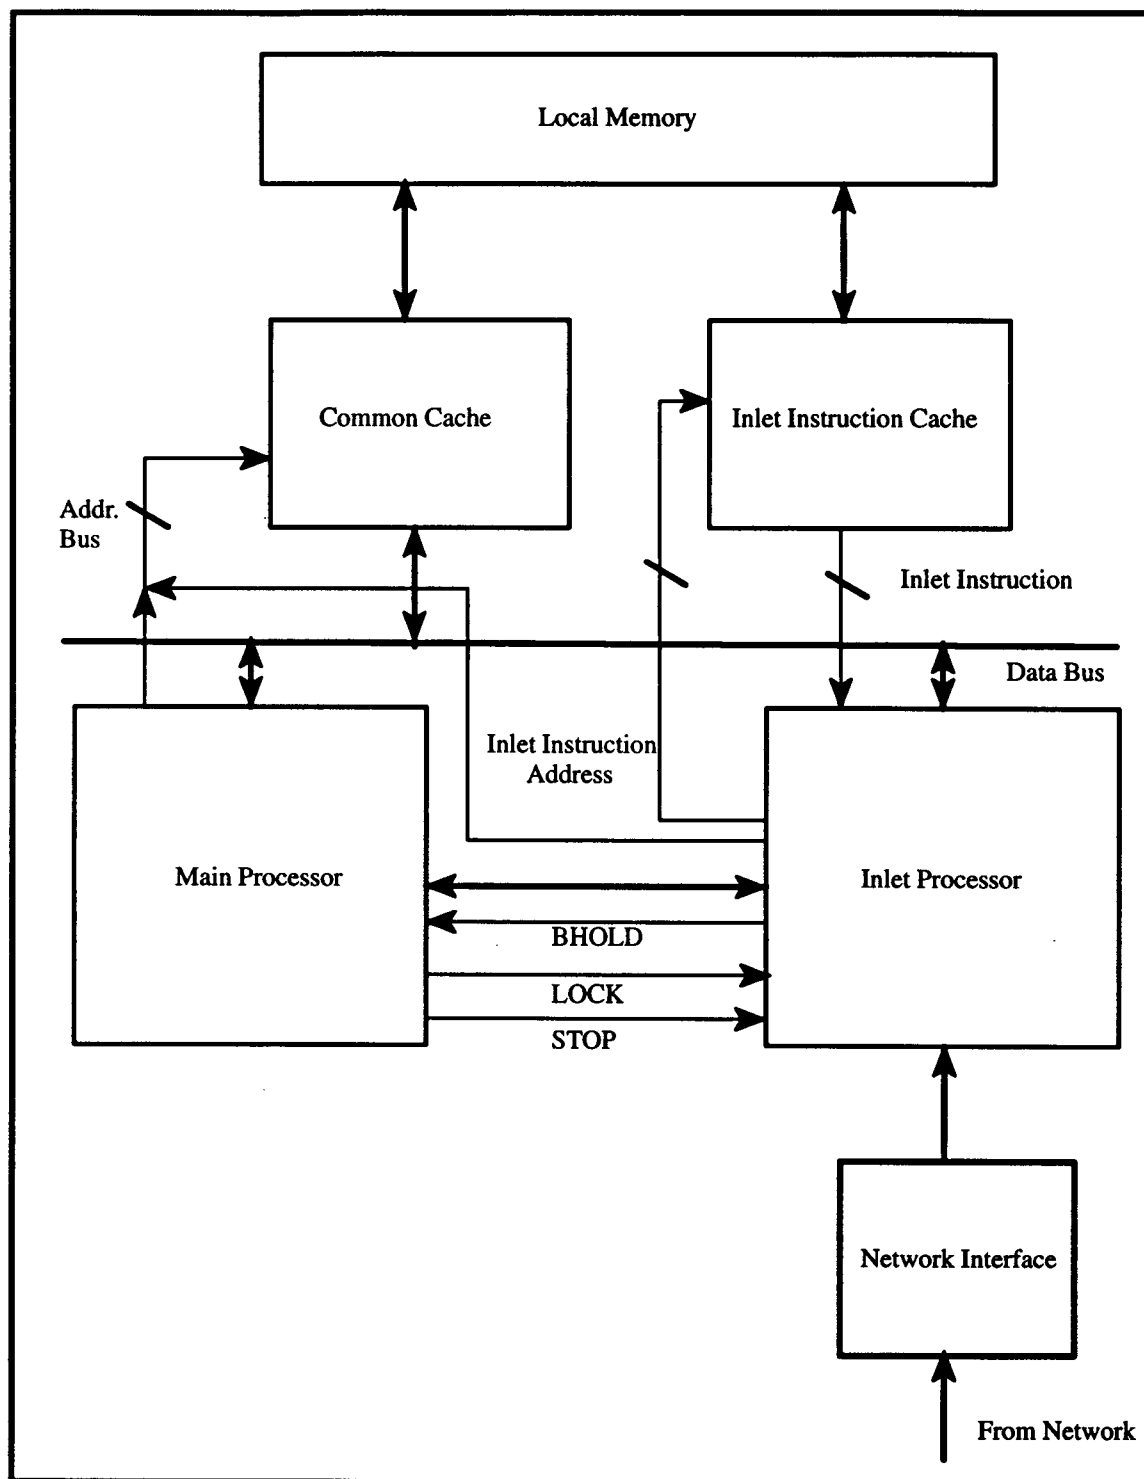 Local Memory
Common Cache
Inlet Instruction Cache
Addr.
Bus
Inlet Instruction
Data Bus
Inlet Instruction
Address
Main Processor
Inlet Processor
BHOLD
LOCK
STOP
Network Interface
From Network